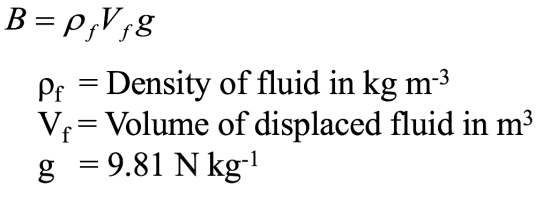 B = ρ_f V_f g
ρ_f = Density of fluid in kg m⁻³
V_f = Volume of displaced fluid in m³
g = 9.81 N kg⁻¹